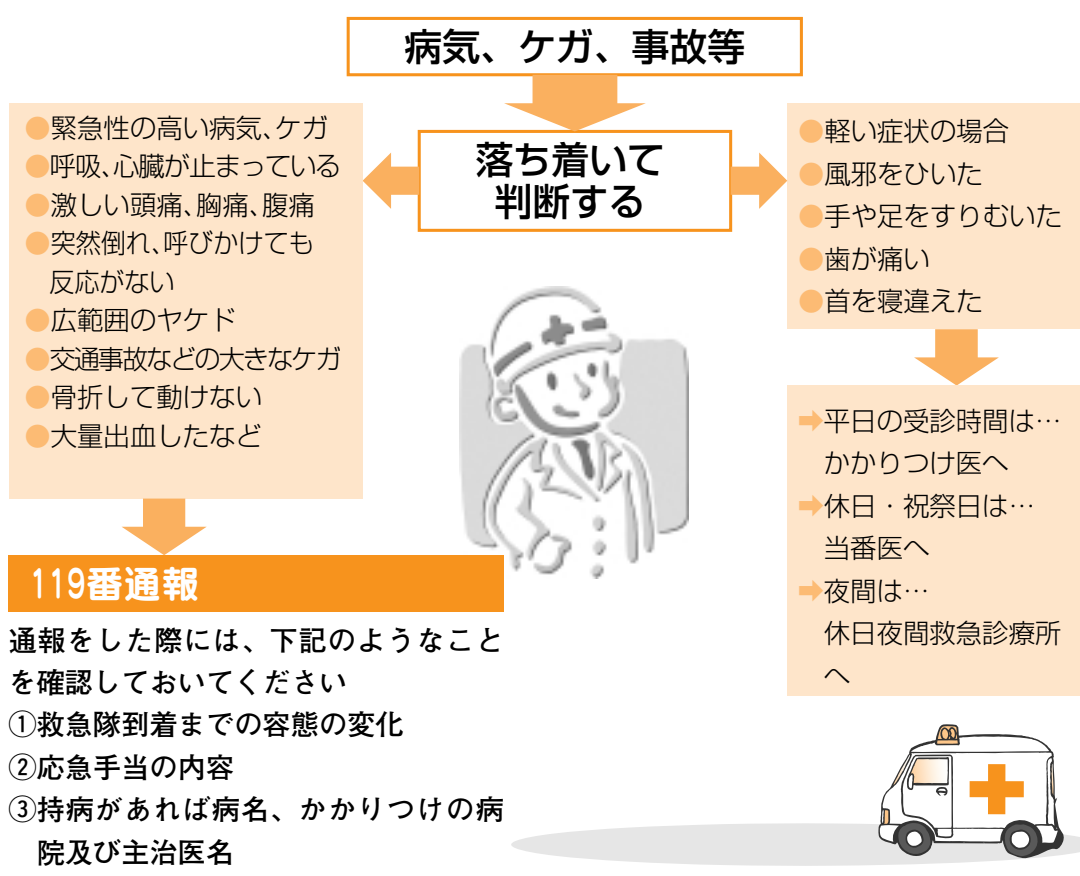 病気、ケガ、事故等
落ち着いて
判断する
●緊急性の高い病気、ケガ
●呼吸、心臓が止まっている
●激しい頭痛、胸痛、腹痛
●突然倒れ、呼びかけても
反応がない
●広範囲のヤケド
●交通事故などの大きなケガ
●骨折して動けない
●大量出血したなど
119番通報
通報をした際には、下記のようなこと
を確認しておいてください
①救急隊到着までの容態の変化
②応急手当の内容
③持病があれば病名、かかりつけの病
院及び主治医名
●軽い症状の場合
●風邪をひいた
●手や足をすりむいた
●歯が痛い
●首を寝違えた
➡平日の受診時間は…
かかりつけ医へ
➡休日・祝祭日は…
当番医へ
➡夜間は…
休日夜間救急診療所
へ